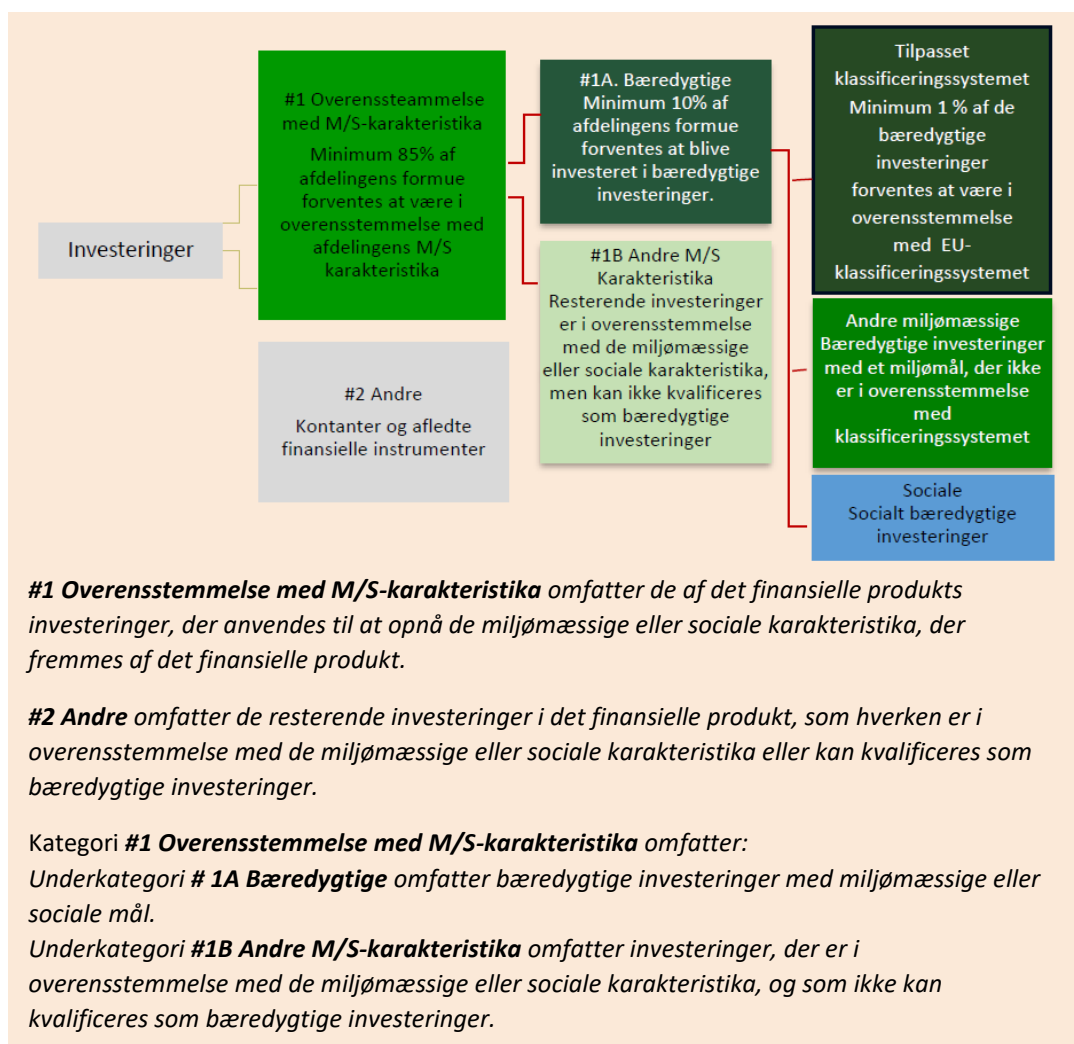 Investeringer
#1 Overenssteammelse
med M/S-karakteristika
Minimum 85% af
afdelingens formue
forventes at være i
overensstemmelse med
afdelingens M/S
karakteristika
#2 Andre
Kontanter og afledte
finansielle instrumenter
#1A. Bæredygtige
Minimum 10% af
afdelingens formue
forventes at blive
investeret i bæredygtige
investeringer.
#1B Andre M/S
Karakteristika
Resterende investeringer
er i overensstemmelse
med de miljømæssige
eller sociale karakteristika,
men kan ikke kvalificeres
som bæredygtige
investeringer
Tilpasset
klassificeringssystemet
Minimum 1 % af de
bæredygtige
investeringer
forventes at være i
overensstemmelse
med EU-
klassificeringssystemet
Andre miljømæssige
Bæredygtige investeringer
med et miljømål, der ikke
er i overensstemmelse
med
klassificeringssystemet
Sociale
Socialt bæredygtige
investeringer
#1 Overensstemmelse med M/S-karakteristika omfatter de af det finansielle produkts
investeringer, der anvendes til at opnå de miljømæssige eller sociale karakteristika, der
fremmes af det finansielle produkt.
#2 Andre omfatter de resterende investeringer i det finansielle produkt, som hverken er i
overensstemmelse med de miljømæssige eller sociale karakteristika eller kan kvalificeres som
bæredygtige investeringer.
Kategori #1 Overensstemmelse med M/S-karakteristika omfatter:
Underkategori # 1A Bæredygtige omfatter bæredygtige investeringer med miljømæssige eller
sociale mål.
Underkategori #1B Andre M/S-karakteristika omfatter investeringer, der er i
overensstemmelse med de miljømæssige eller sociale karakteristika, og som ikke kan
kvalificeres som bæredygtige investeringer.